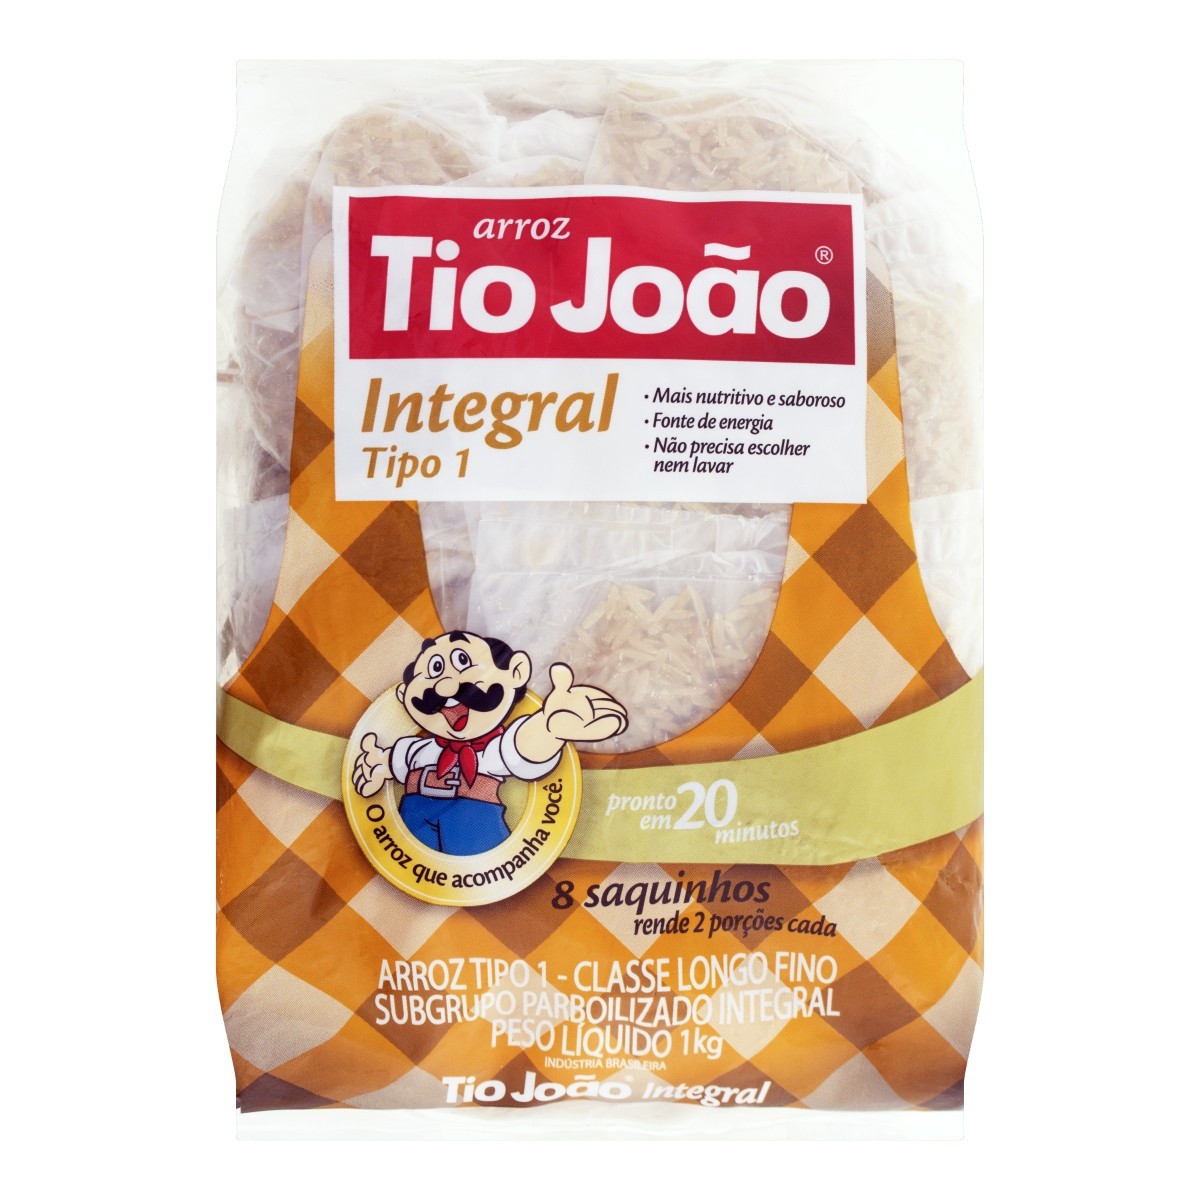 arroz
Tio João®
Integral
Tipo 1
· Mais nutritivo e saboroso
· Fonte de energia
· Não precisa escolher
nem lavar
O arroz que acompanha você.
pronto
em 20
minutos
8 saquinhos
rende 2 porções cada
ARROZ TIPO 1 - CLASSE LONGO FINO
SUBGRUPO PARBOILIZADO INTEGRAL
PESO LÍQUIDO 1kg
INDÚSTRIA BRASILEIRA
Tio João® Integral